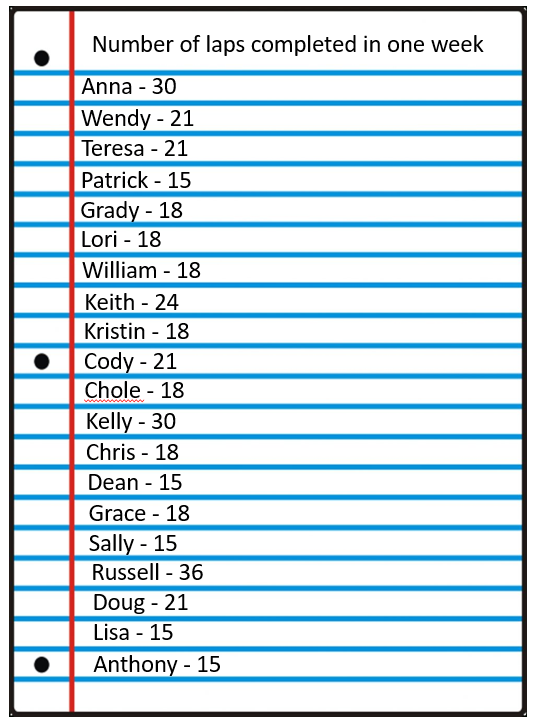 Number of laps completed in one week
Anna - 30
Wendy - 21
Teresa - 21
Patrick - 15
Grady - 18
Lori - 18
William - 18
Keith - 24
Kristin - 18
Cody - 21
Chole - 18
Kelly - 30
Chris - 18
Dean - 15
Grace - 18
Sally - 15
Russell - 36
Doug - 21
Lisa - 15
Anthony - 15